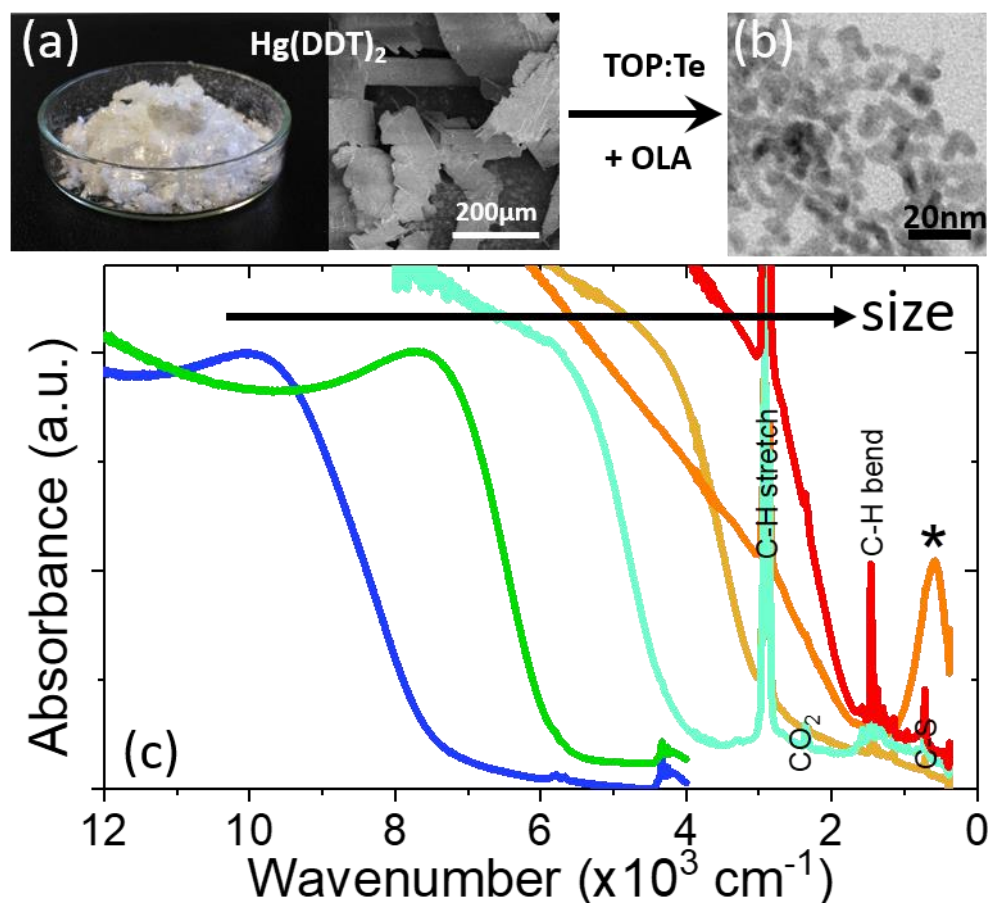 (a)
Hg(DDT)2
200μm
TOP:Te
+ OLA
(b)
20nm
size
Absorbance (a.u.)
C-H stretch
CO2
C-H bend
*
C-S
(c)
12 10 8 6 4 2 0
Wavenumber (x10³ cm⁻¹)